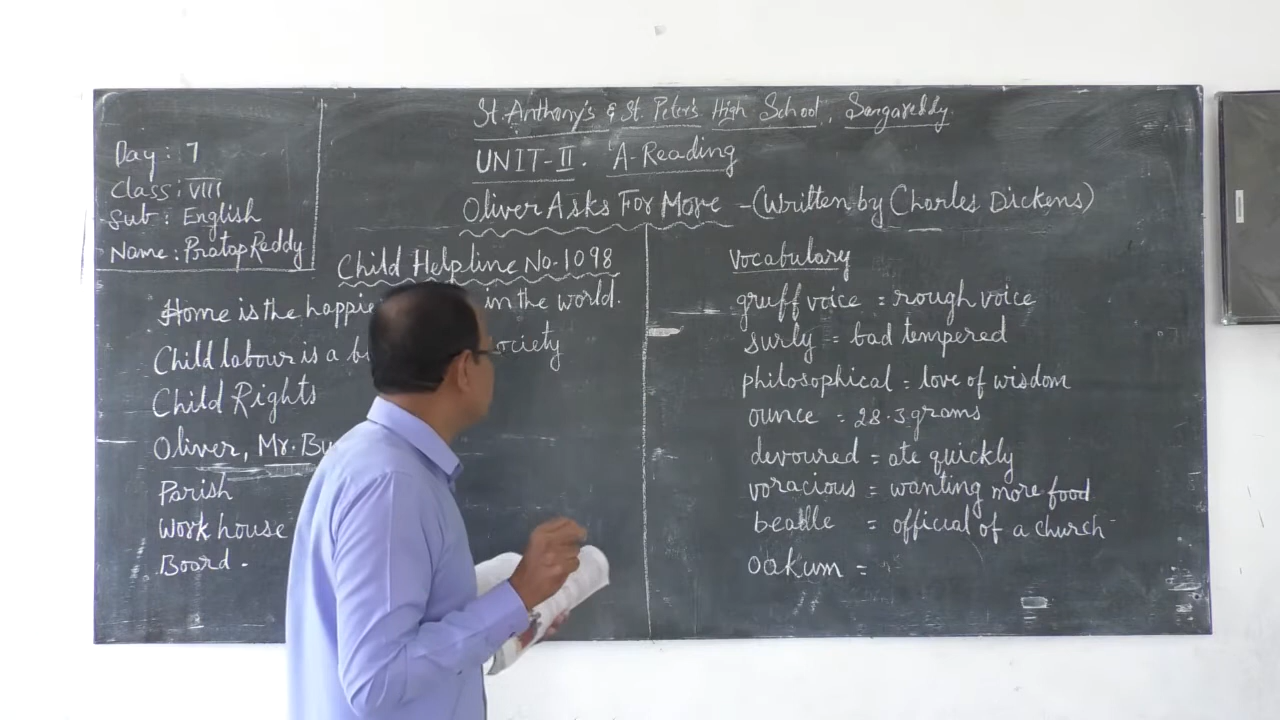 St. Anthony's & St. Peter's High School, Sangareddy.
UNIT-II. A-Reading
Oliver Asks For More -(Written by Charles Dickens)
Day: 7
Class: VIII
Sub: English
Name: Pratap Reddy
Child Helpline No. 1098
Home is the in the world.
Child labour is a
Child Rights
Oliver, Mr.
Parish
Work house
Board.
Vocabulary
gruff voice = rough voice
surly = bad tempered
philosophical = love of wisdom
ounce = 28.3 grams
devoured = ate quickly
voracious = wanting more food
beadle = official of a church
Oakum =